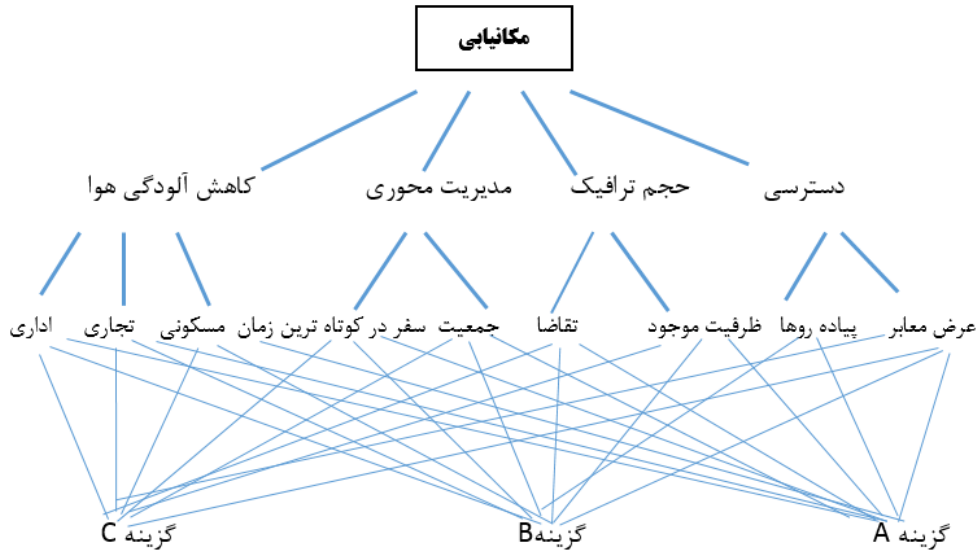 مکانیابی
دسترسی حجم ترافیک مدیریت محوری کاهش آلودگی هوا
عرض معابر پیاده روها ظرفیت موجود تقاضا جمعیت سفر در کوتاه ترین زمان مسکونی تجاری اداری
گزینه A گزینهB گزینه C